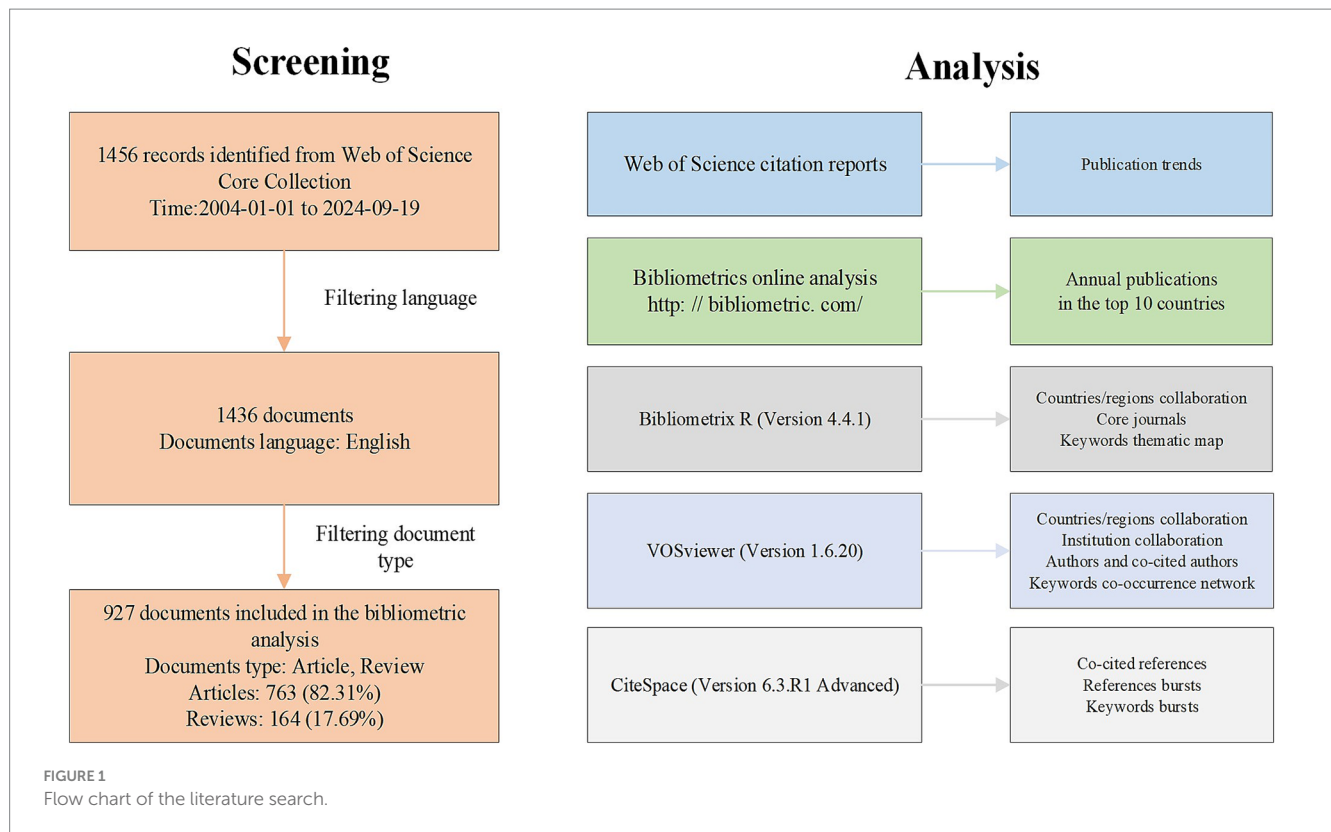 Screening
1456 records identified from Web of Science
Core Collection
Time:2004-01-01 to 2024-09-19
Filtering language
1436 documents
Documents language: English
Filtering document
type
927 documents included in the bibliometric
analysis
Documents type: Article, Review
Articles: 763 (82.31%)
Reviews: 164 (17.69%)
Analysis
Web of Science citation reports
Publication trends
Bibliometrics online analysis
http: // bibliometric. com/
Annual publications
in the top 10 countries
Bibliometrix R (Version 4.4.1)
Countries/regions collaboration
Core journals
Keywords thematic map
VOSviewer (Version 1.6.20)
Countries/regions collaboration
Institution collaboration
Authors and co-cited authors
Keywords co-occurrence network
CiteSpace (Version 6.3.R1 Advanced)
Co-cited references
References bursts
Keywords bursts
FIGURE 1
Flow chart of the literature search.